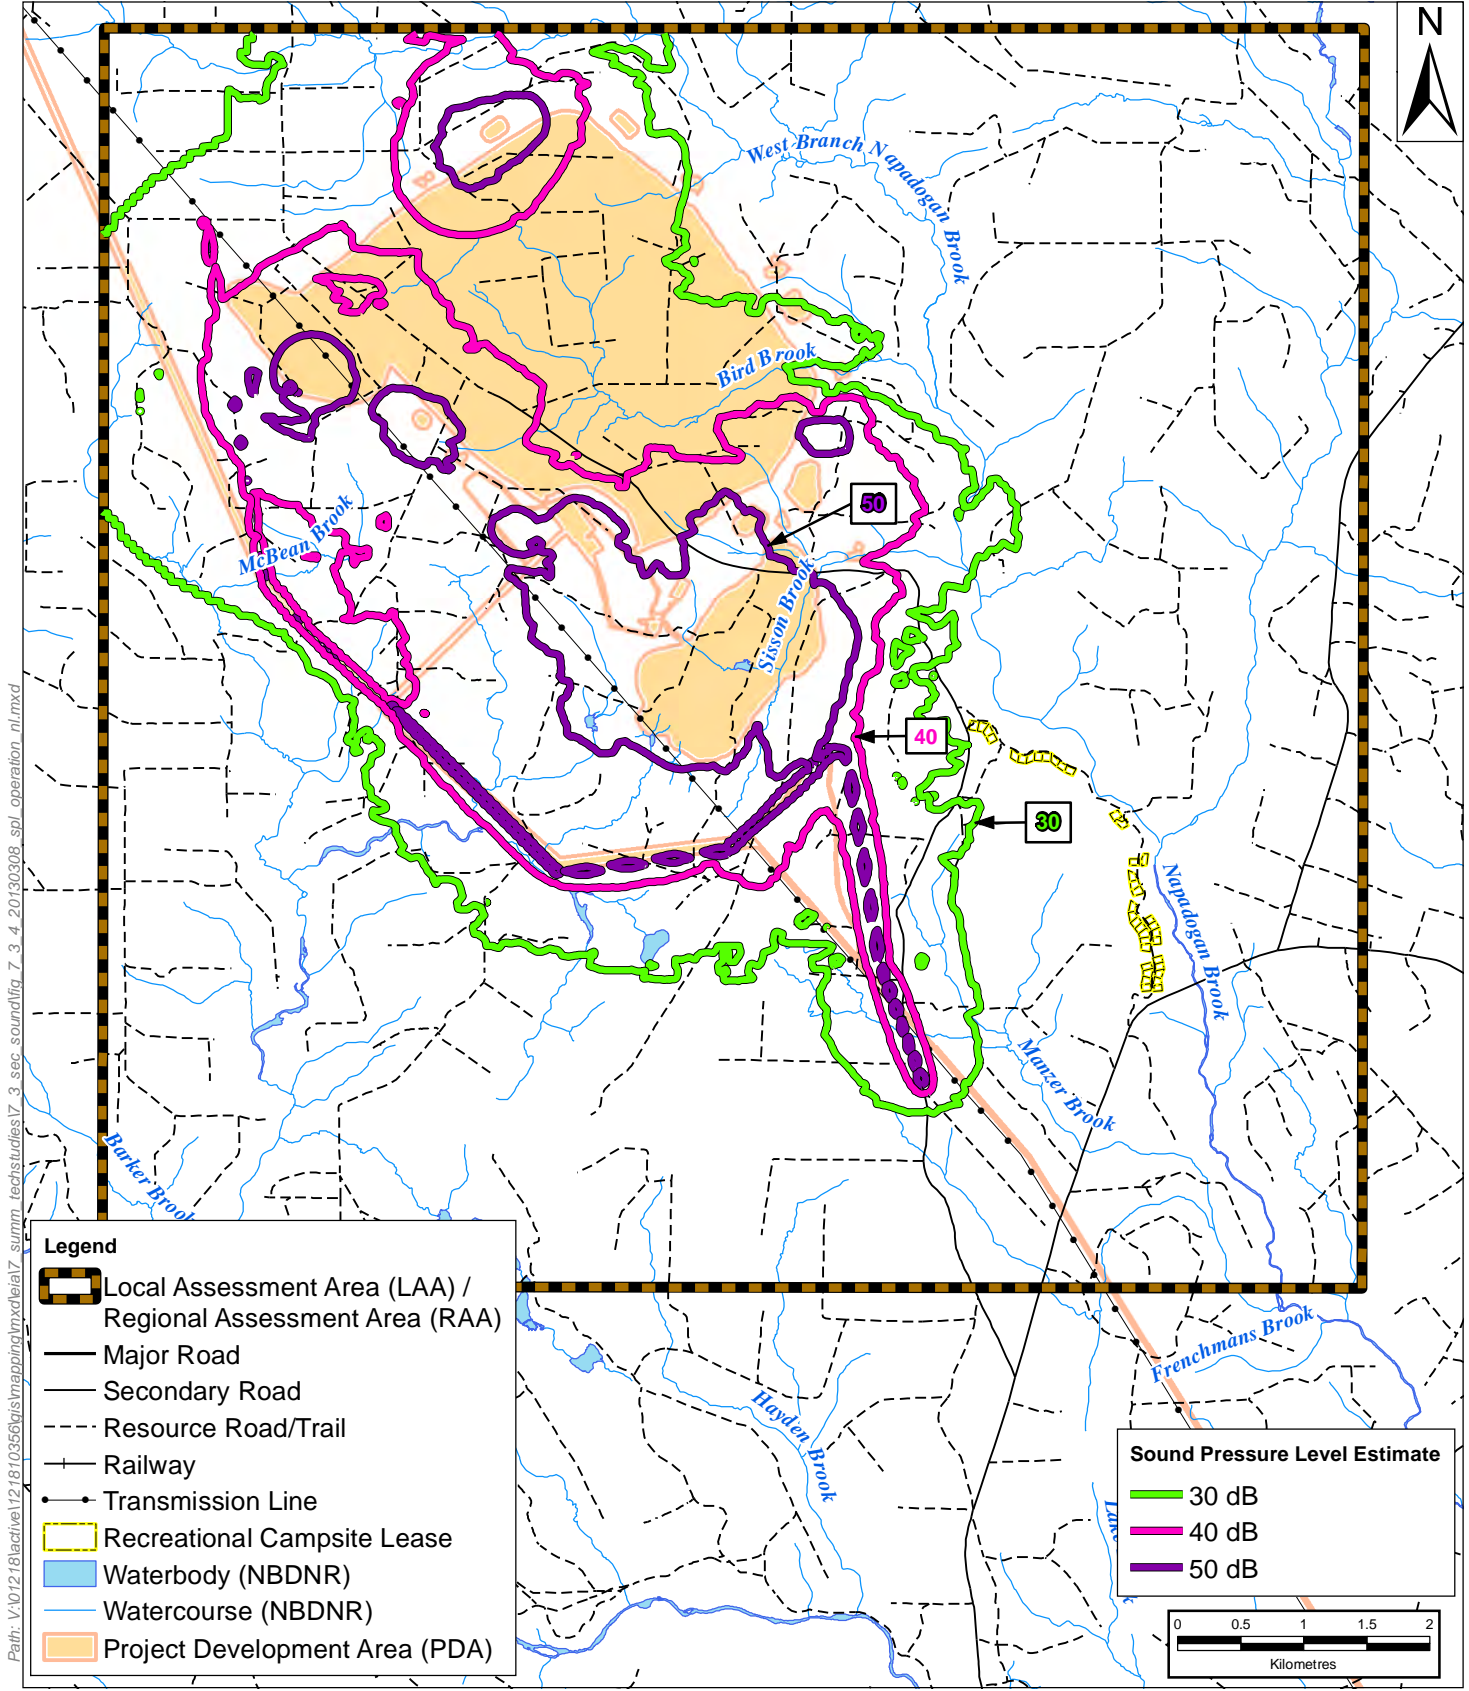 N
West Branch Napadogan Brook
Bird Brook
50
McBean Brook
Sisson Brook
40
30
Napadogan Brook
Manzer Brook
Barker Brook
Frenchmans Brook
Hayden Brook
Legend
Local Assessment Area (LAA) /
Regional Assessment Area (RAA)
Major Road
Secondary Road
Resource Road/Trail
Railway
Transmission Line
Recreational Campsite Lease
Waterbody (NBDNR)
Watercourse (NBDNR)
Project Development Area (PDA)
Sound Pressure Level Estimate
30 dB
40 dB
50 dB
0 0.5 1 1.5 2
Kilometres